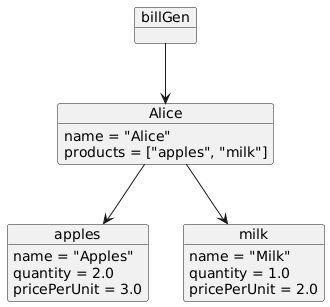 billGen
Alice
name = "Alice"
products = ["apples", "milk"]
apples
name = "Apples"
quantity = 2.0
pricePerUnit = 3.0
milk
name = "Milk"
quantity = 1.0
pricePerUnit = 2.0